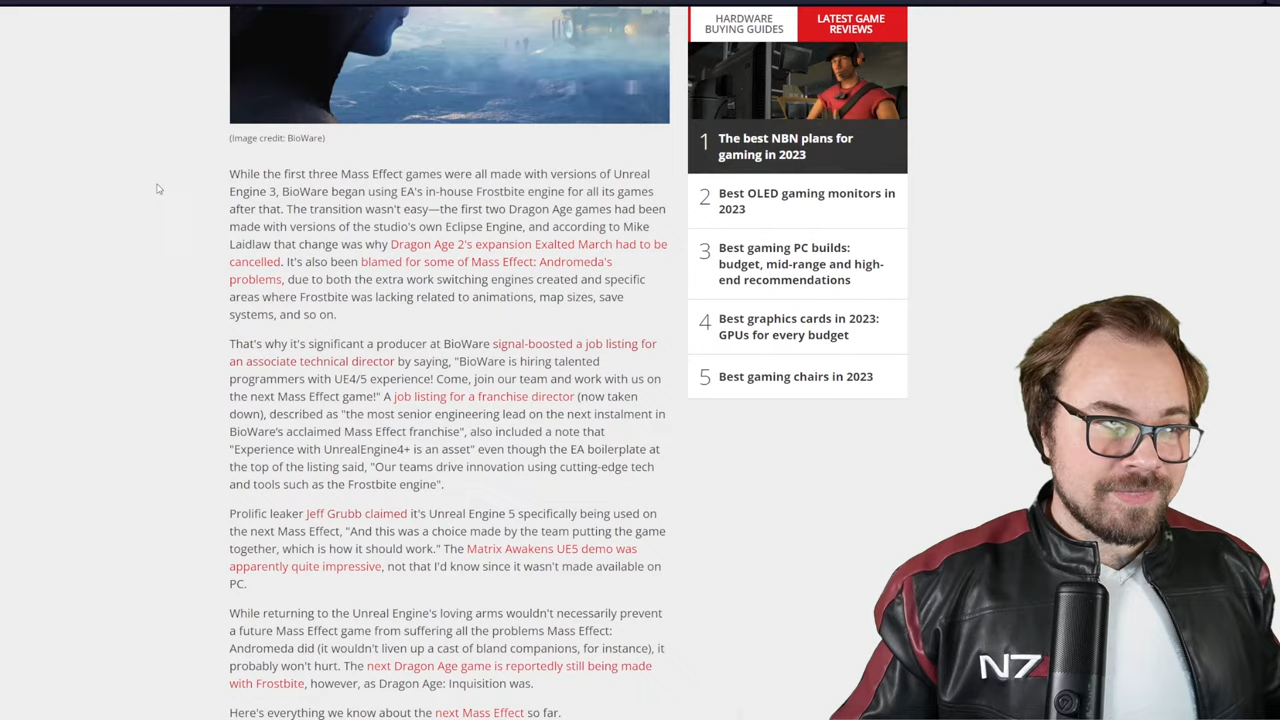 HARDWARE
BUYING GUIDES
LATEST GAME
REVIEWS
1 The best NBN plans for
gaming in 2023
2 Best OLED gaming monitors in
2023
3 Best gaming PC builds:
budget, mid-range and high-
end recommendations
4 Best graphics cards in 2023:
GPUs for every budget
5 Best gaming chairs in 2023
(Image credit: BioWare)
While the first three Mass Effect games were all made with versions of Unreal
Engine 3, BioWare began using EA's in-house Frostbite engine for all its games
after that. The transition wasn't easy—the first two Dragon Age games had been
made with versions of the studio's own Eclipse Engine, and according to Mike
Laidlaw that change was why Dragon Age 2's expansion Exalted March had to be
cancelled. It's also been blamed for some of Mass Effect: Andromeda's
problems, due to both the extra work switching engines created and specific
areas where Frostbite was lacking related to animations, map sizes, save
systems, and so on.
That's why it's significant a producer at BioWare signal-boosted a job listing for
an associate technical director by saying, "BioWare is hiring talented
programmers with UE4/5 experience! Come, join our team and work with us on
the next Mass Effect game!" A job listing for a franchise director (now taken
down), described as "the most senior engineering lead on the next instalment in
BioWare's acclaimed Mass Effect franchise", also included a note that
"Experience with UnrealEngine4+ is an asset" even though the EA boilerplate at
the top of the listing said, "Our teams drive innovation using cutting-edge tech
and tools such as the Frostbite engine".
Prolific leaker Jeff Grubb claimed it's Unreal Engine 5 specifically being used on
the next Mass Effect, "And this was a choice made by the team putting the game
together, which is how it should work." The Matrix Awakens UE5 demo was
apparently quite impressive, not that I'd know since it wasn't made available on
PC.
While returning to the Unreal Engine's loving arms wouldn't necessarily prevent
a future Mass Effect game from suffering all the problems Mass Effect:
Andromeda did (it wouldn't liven up a cast of bland companions, for instance), it
probably won't hurt. The next Dragon Age game is reportedly still being made
with Frostbite, however, as Dragon Age: Inquisition was.
Here's everything we know about the next Mass Effect so far.
N7